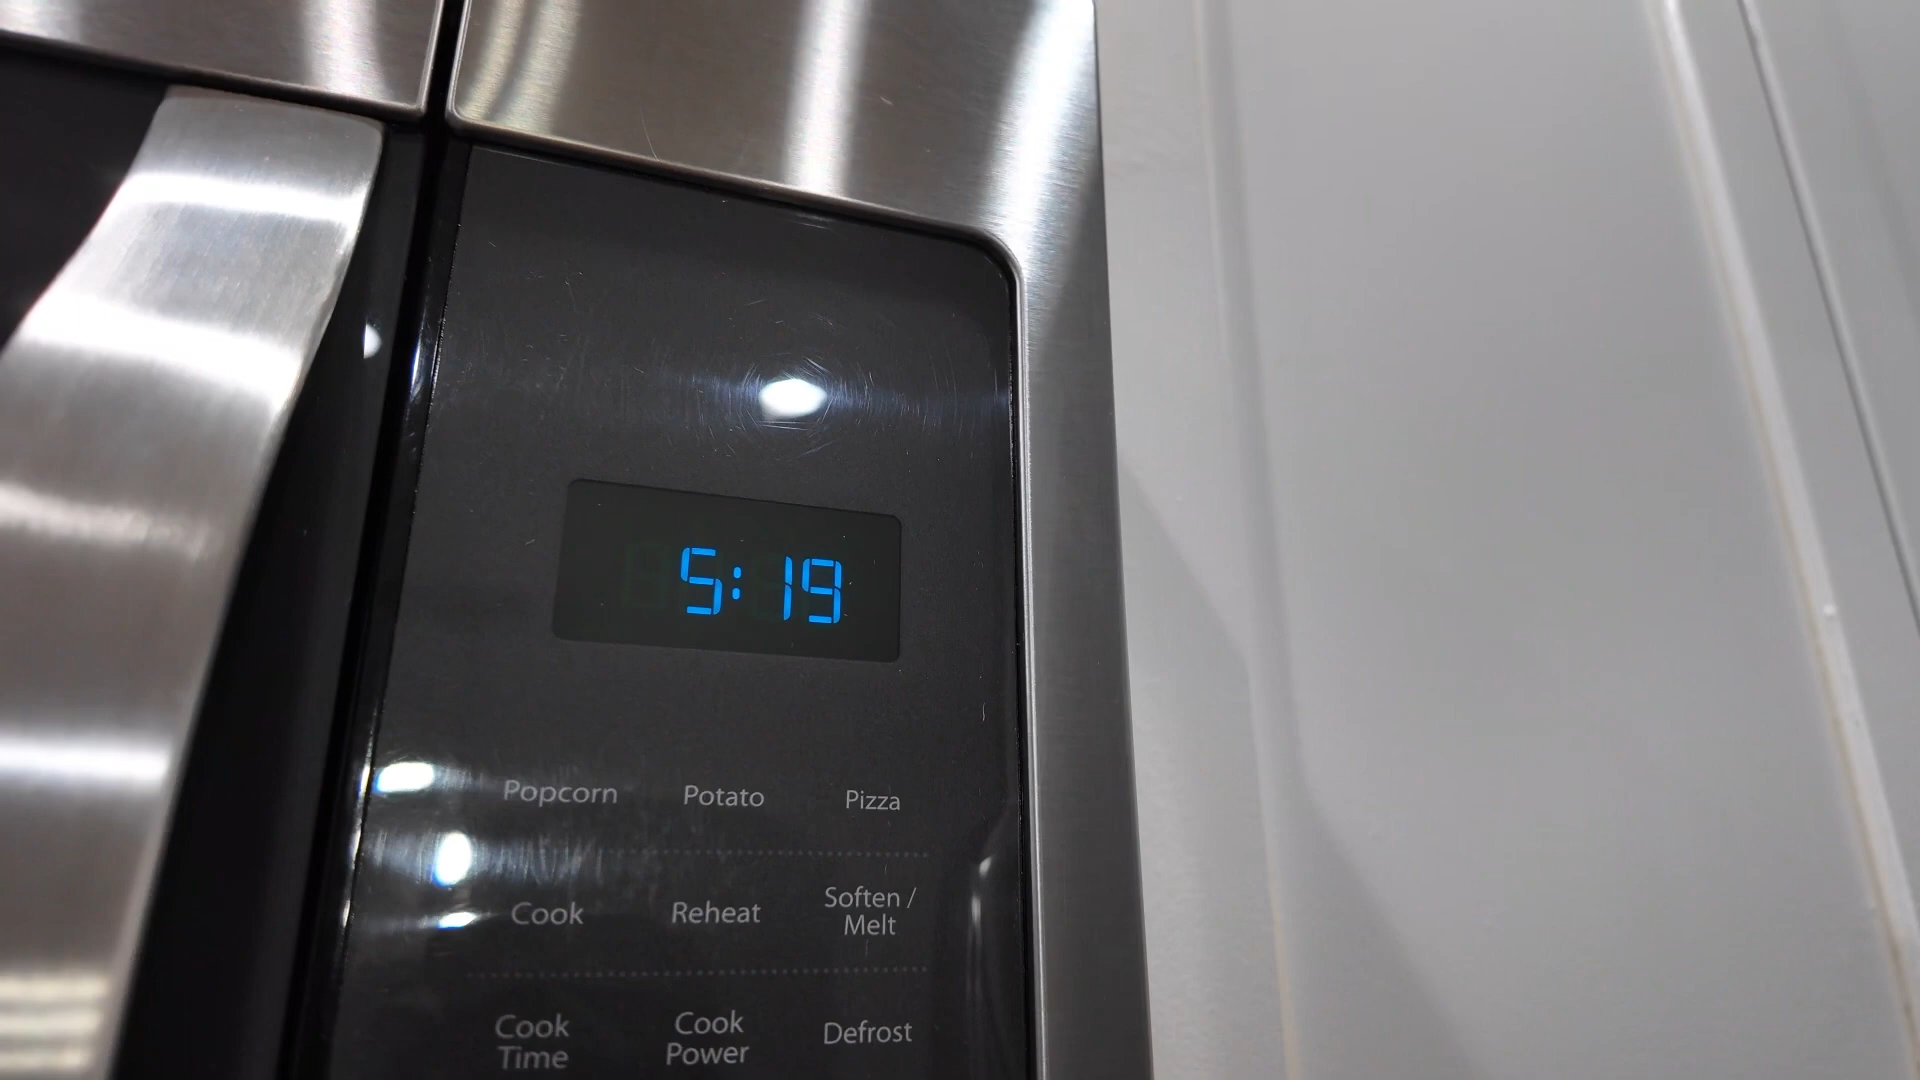 5:19
Popcorn Potato Pizza
Cook Reheat Soften /
Melt
Cook Cook Defrost
Time Power